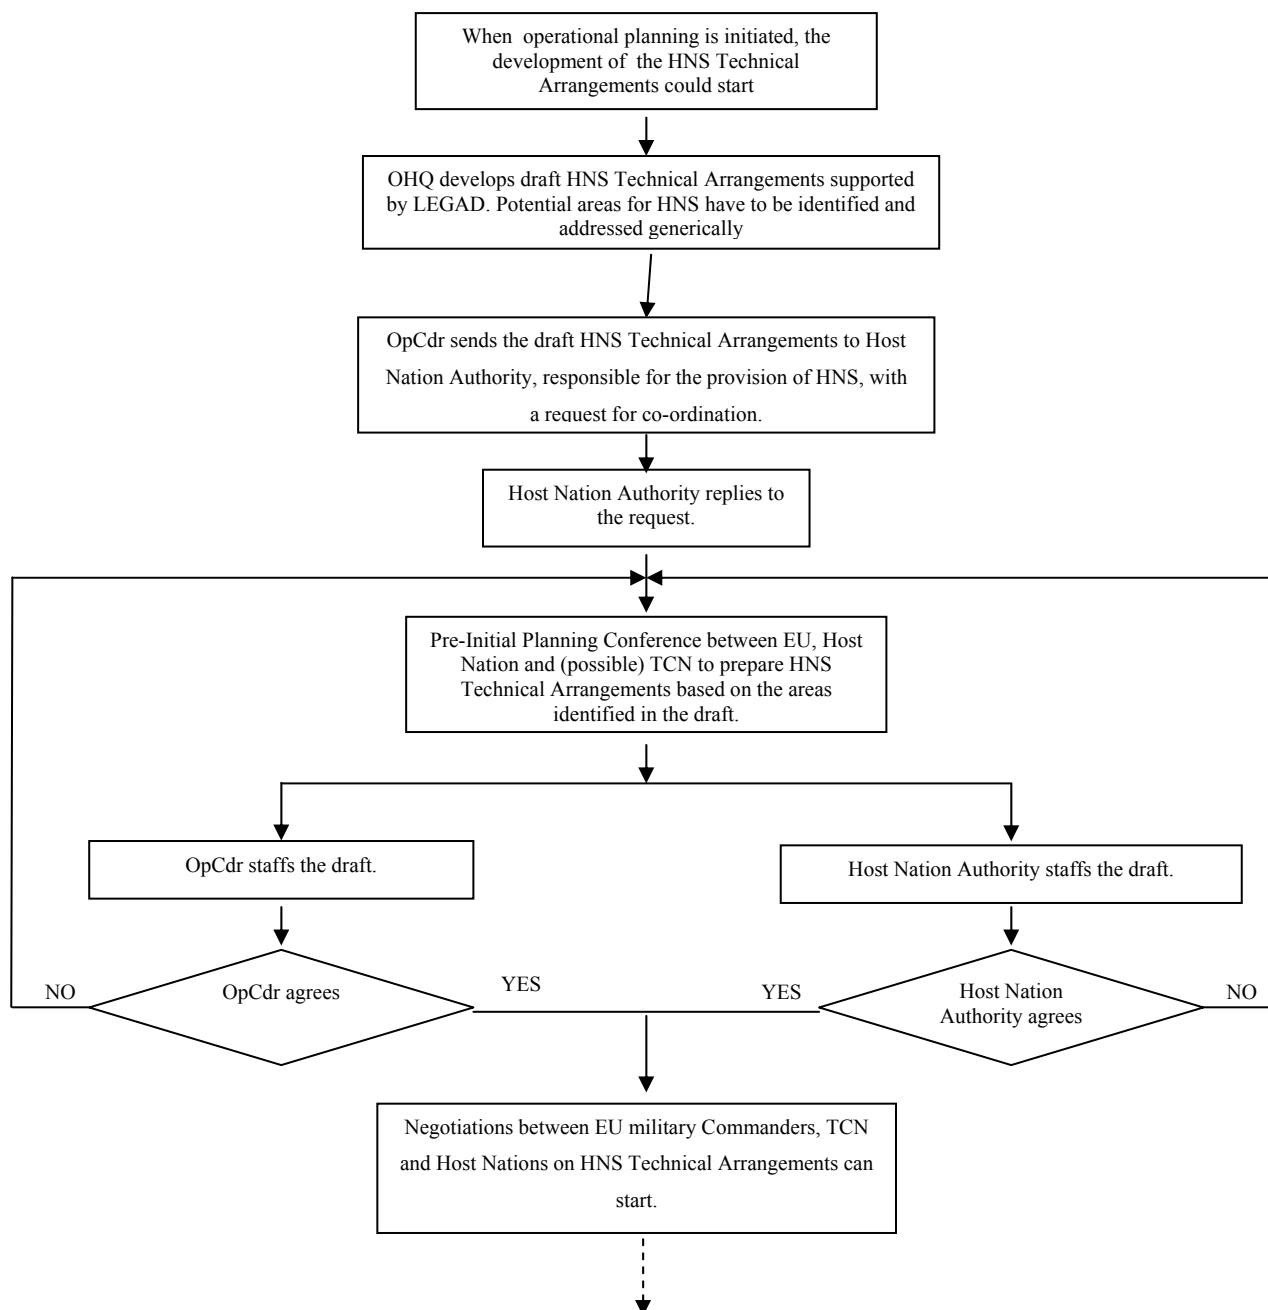 When operational planning is initiated, the
development of the HNS Technical
Arrangements could start
OHQ develops draft HNS Technical Arrangements supported
by LEGAD. Potential areas for HNS have to be identified and
addressed generically
OpCdr sends the draft HNS Technical Arrangements to Host
Nation Authority, responsible for the provision of HNS, with
a request for co-ordination.
Host Nation Authority replies to
the request.
Pre-Initial Planning Conference between EU, Host
Nation and (possible) TCN to prepare HNS
Technical Arrangements based on the areas
identified in the draft.
OpCdr staffs the draft.
Host Nation Authority staffs the draft.
NO
OpCdr agrees
YES
YES
Host Nation
Authority agrees
NO
Negotiations between EU military Commanders, TCN
and Host Nations on HNS Technical Arrangements can
start.